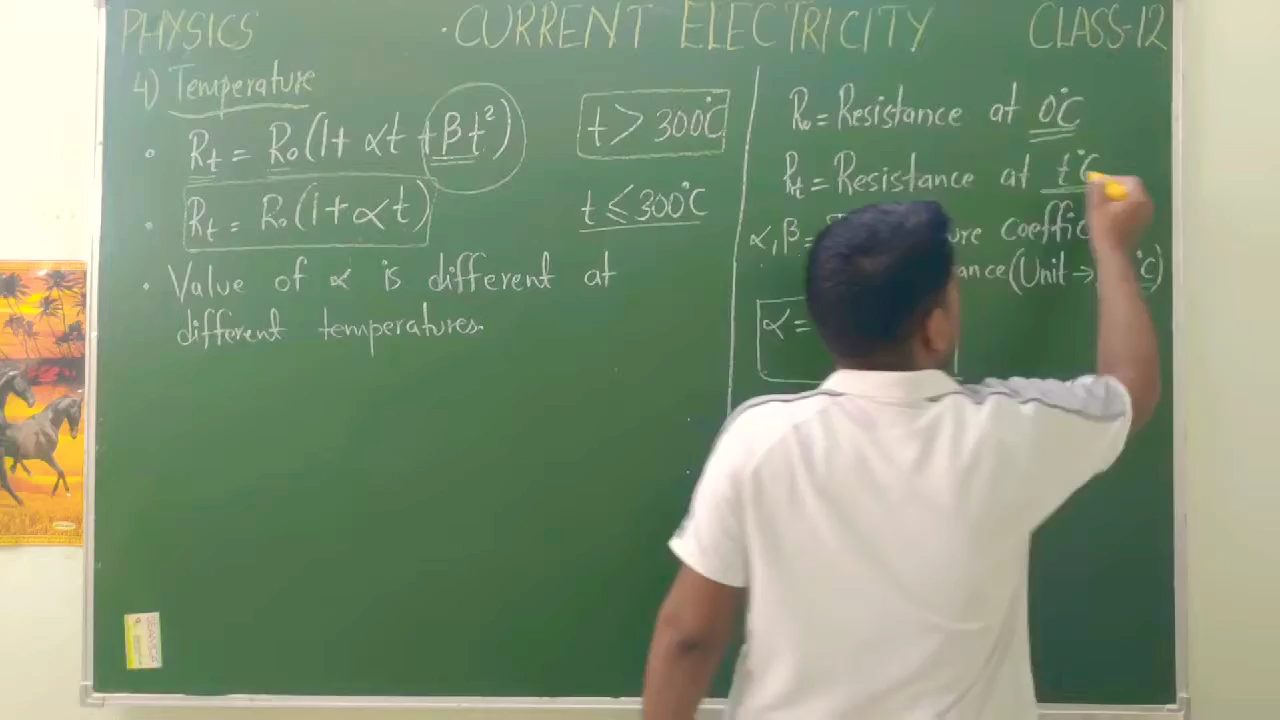 PHYSICS
CURRENT ELECTRICITY
CLASS-12
4) Temperature
• Rt = R₀(1+ αt + βt²)
t > 300°C
• Rt = R₀(1+αt)
t ≤ 300°C
• Value of α is different at
different temperatures.
R₀ = Resistance at 0°C
Rt = Resistance at t°C
α, β =
coeffic
(Unit →
°C)
α =